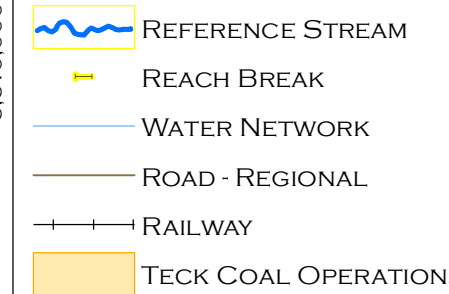 REFERENCE STREAM
REACH BREAK
WATER NETWORK
ROAD - REGIONAL
RAILWAY
TECK COAL OPERATION